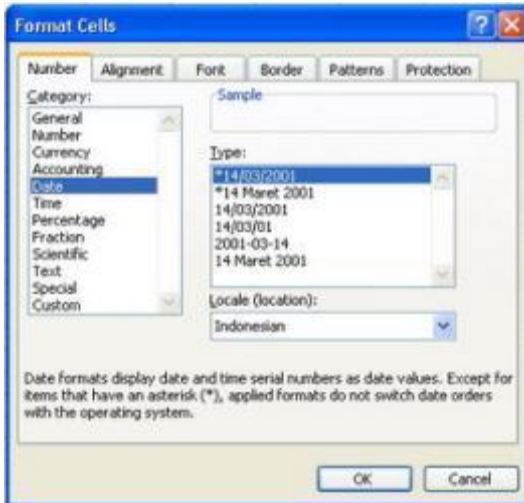 Format Cells
Number Alignment Font Border Patterns Protection
Category:
General
Number
Currency
Accounting
Date
Time
Percentage
Fraction
Scientific
Text
Special
Custom
Sample
Type:
*14/03/2001
*14 Maret 2001
14/03/2001
14/03/01
2001-03-14
14 Maret 2001
Locale (location):
Indonesian
Date formats display date and time serial numbers as date values. Except for
items that have an asterisk (*), applied formats do not switch date orders
with the operating system.
OK Cancel